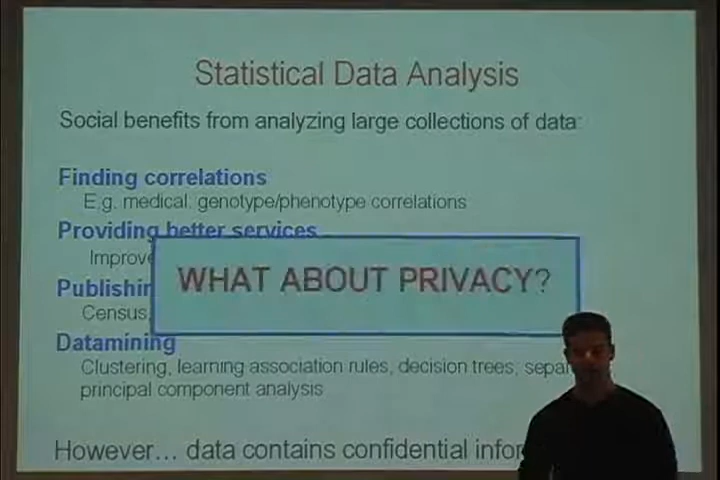 Statistical Data Analysis
Social benefits from analyzing large collections of data:
Finding correlations
E.g. medical: genotype/phenotype correlations
Providing better services
Improve
WHAT ABOUT PRIVACY?
Publishin
Census,
Datamining
Clustering, learning association rules, decision trees, separa
principal component analysis
However... data contains confidential infor